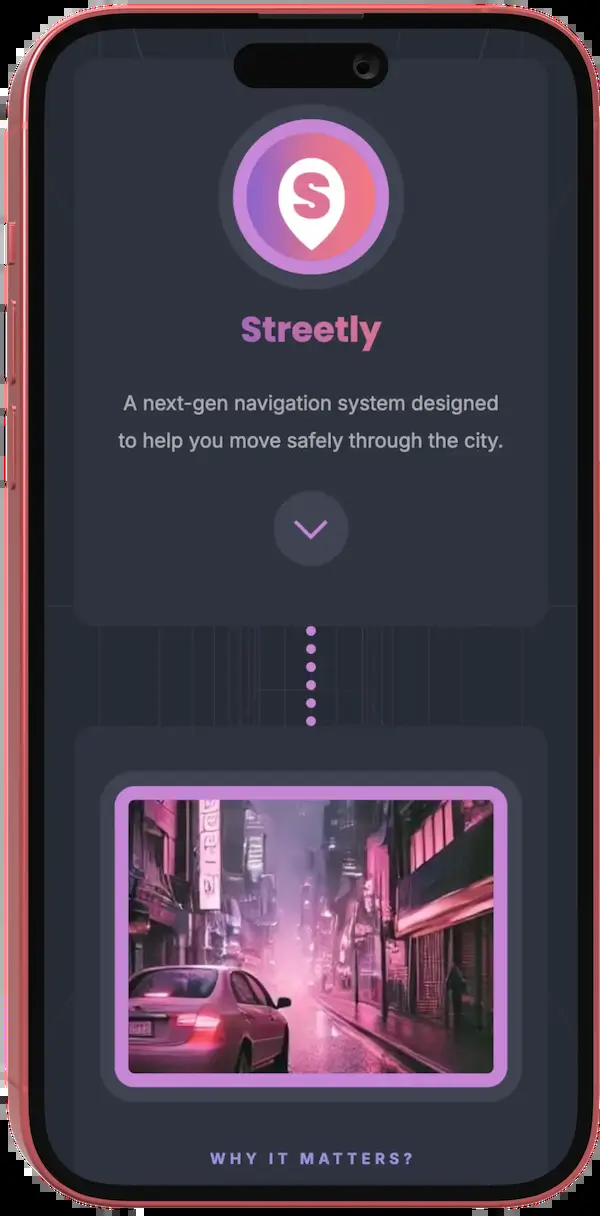 S
Streetly
A next-gen navigation system designed
to help you move safely through the city.
WHY IT MATTERS?